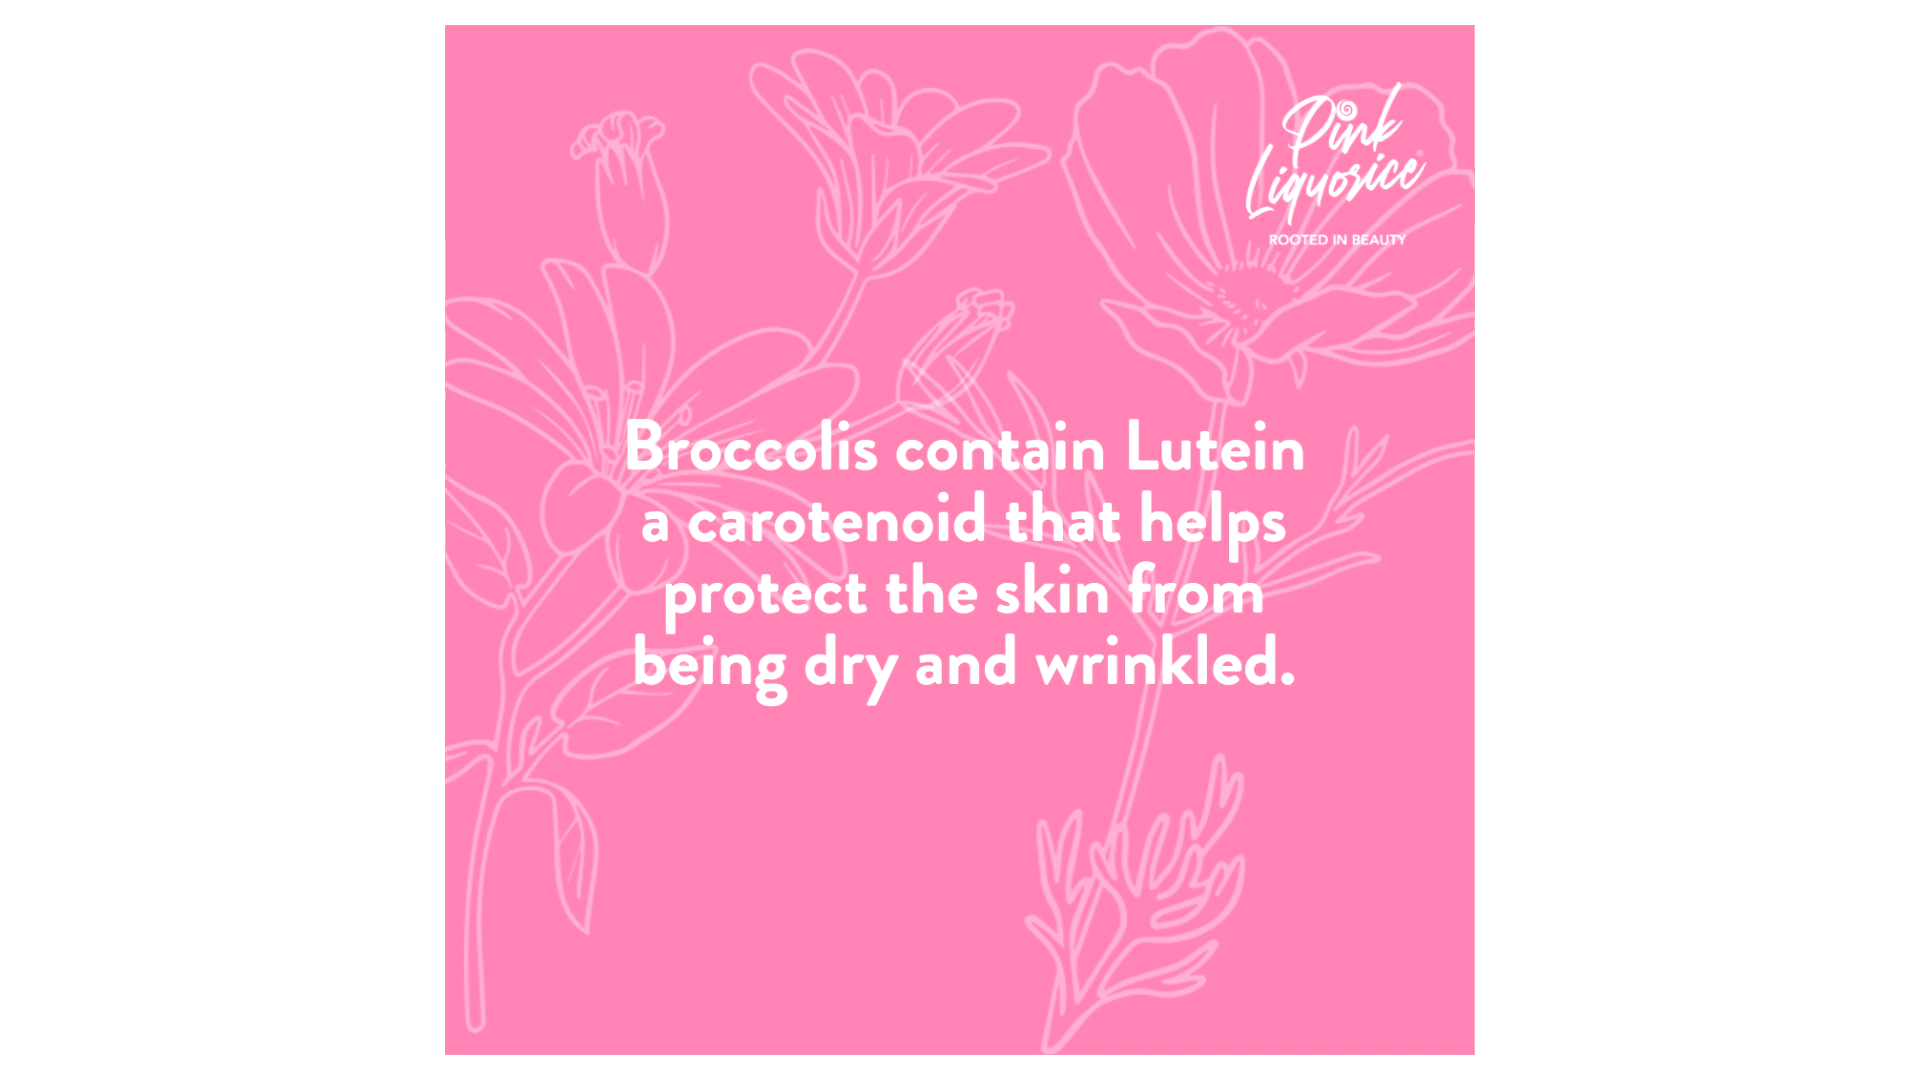 Pink
Liquorice
ROOTED IN BEAUTY
Broccolis contain Lutein
a carotenoid that helps
protect the skin from
being dry and wrinkled.